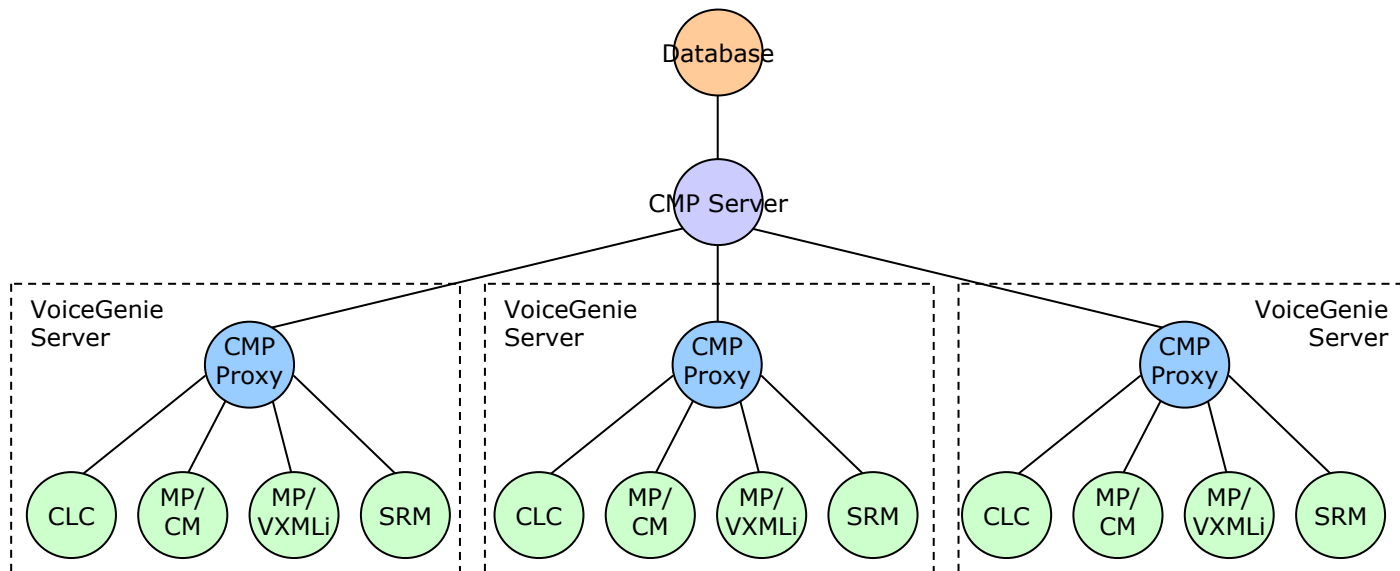 Database
CMP Server
VoiceGenie
Server
CMP
Proxy
CLC
MP/
CM
MP/
VXMLi
SRM
VoiceGenie
Server
CMP
Proxy
CLC
MP/
CM
MP/
VXMLi
SRM
VoiceGenie
Server
CMP
Proxy
CLC
MP/
CM
MP/
VXMLi
SRM